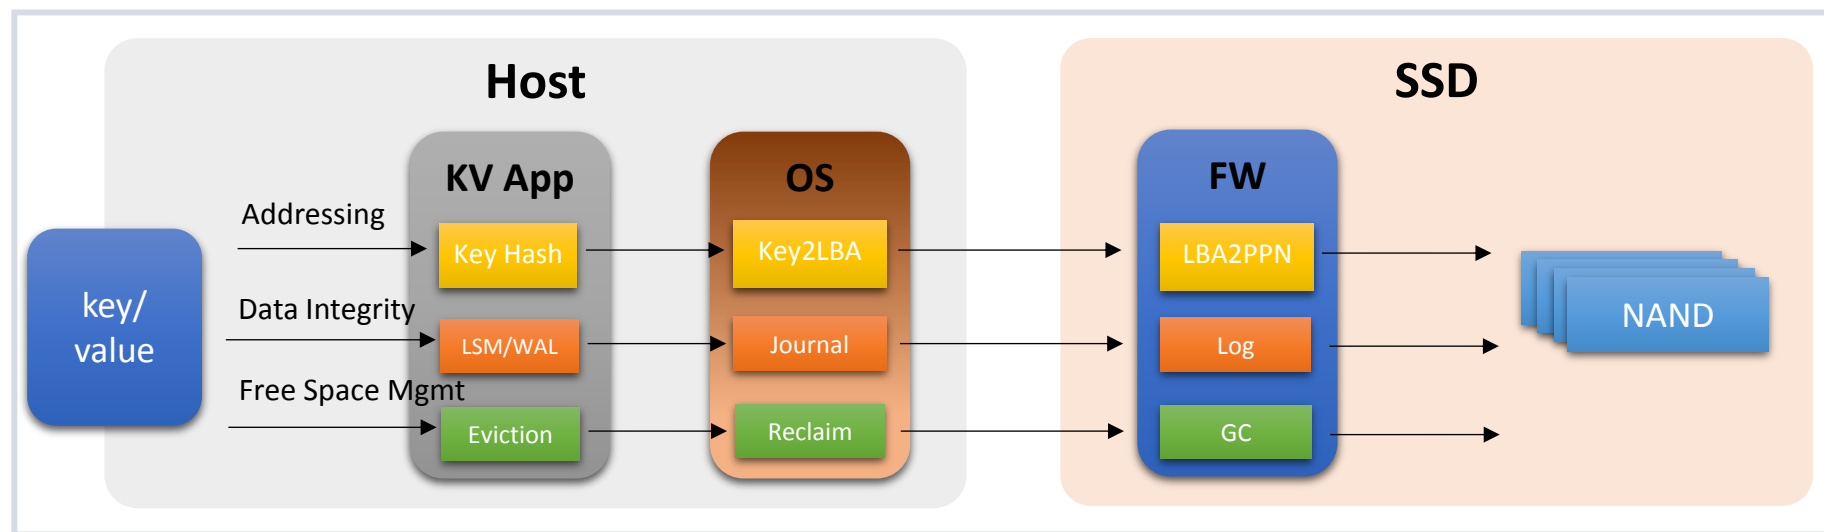 Host
SSD
KV App
OS
FW
Addressing
Key Hash
Key2LBA
LBA2PPN
key/
value
Data Integrity
LSM/WAL
Journal
Log
NAND
Free Space Mgmt
Eviction
Reclaim
GC